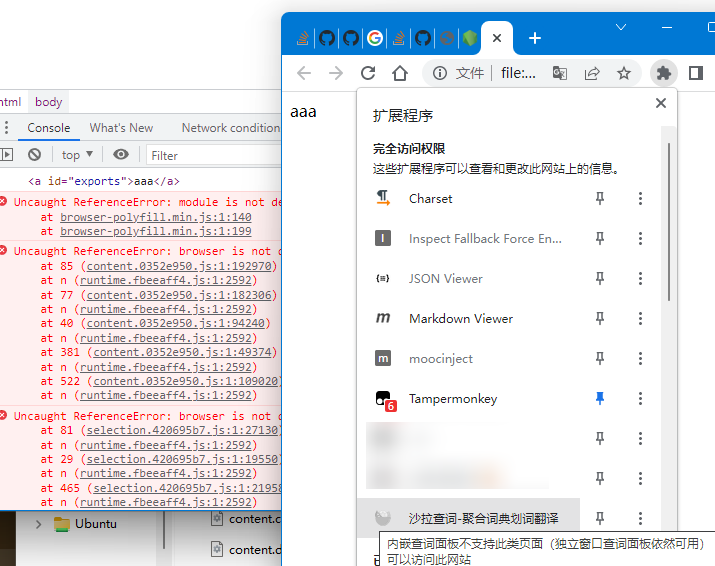 文件
file:...
html
body
aaa
扩展程序
Console
What's New
Network condition
完全访问权限
这些扩展程序可以查看和更改此网站上的信息。
top
Filter
<a id="exports">aaa</a>
Charset
Uncaught ReferenceError: module is not de
at browser-polyfill.min.js:1:140
at browser-polyfill.min.js:1:199
Inspect Fallback Force En...
Uncaught ReferenceError: browser is not d
at 85 (content.0352e950.js:1:192970)
at n (runtime.fbeeaff4.js:1:2592)
at 77 (content.0352e950.js:1:182306)
at n (runtime.fbeeaff4.js:1:2592)
at 40 (content.0352e950.js:1:94240)
at n (runtime.fbeeaff4.js:1:2592)
at 381 (content.0352e950.js:1:49374)
at n (runtime.fbeeaff4.js:1:2592)
at 522 (content.0352e950.js:1:109020)
at n (runtime.fbeeaff4.js:1:2592)
JSON Viewer
Markdown Viewer
moocinject
Tampermonkey
6
Uncaught ReferenceError: browser is not d
at 81 (selection.420695b7.js:1:27130)
at n (runtime.fbeeaff4.js:1:2592)
at 29 (selection.420695b7.js:1:19550)
at n (runtime.fbeeaff4.js:1:2592)
at 465 (selection.420695b7.js:1:21958
at n (runtime.fbeeaff4.js:1:2592)
沙拉查词-聚合词典划词翻译
Ubuntu
content.c
content.d
内嵌查词面板不支持此类页面（独立窗口查词面板依然可用）
可以访问此网站